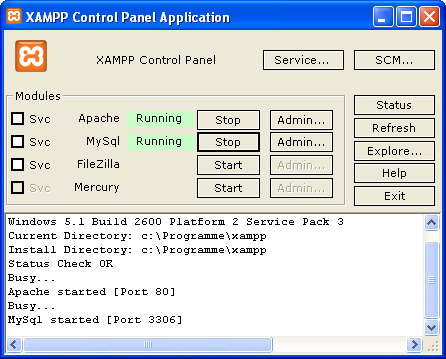 XAMPP Control Panel Application
XAMPP Control Panel
Service...
SCM...
Modules
Svc Apache Running Stop Admin...
Svc MySql Running Stop Admin...
Svc FileZilla Start Admin...
Svc Mercury Start Admin...
Status
Refresh
Explore...
Help
Exit
Windows 5.1 Build 2600 Platform 2 Service Pack 3
Current Directory: c:\Programme\xampp
Install Directory: c:\Programme\xampp
Status Check OK
Busy...
Apache started [Port 80]
Busy...
MySql started [Port 3306]